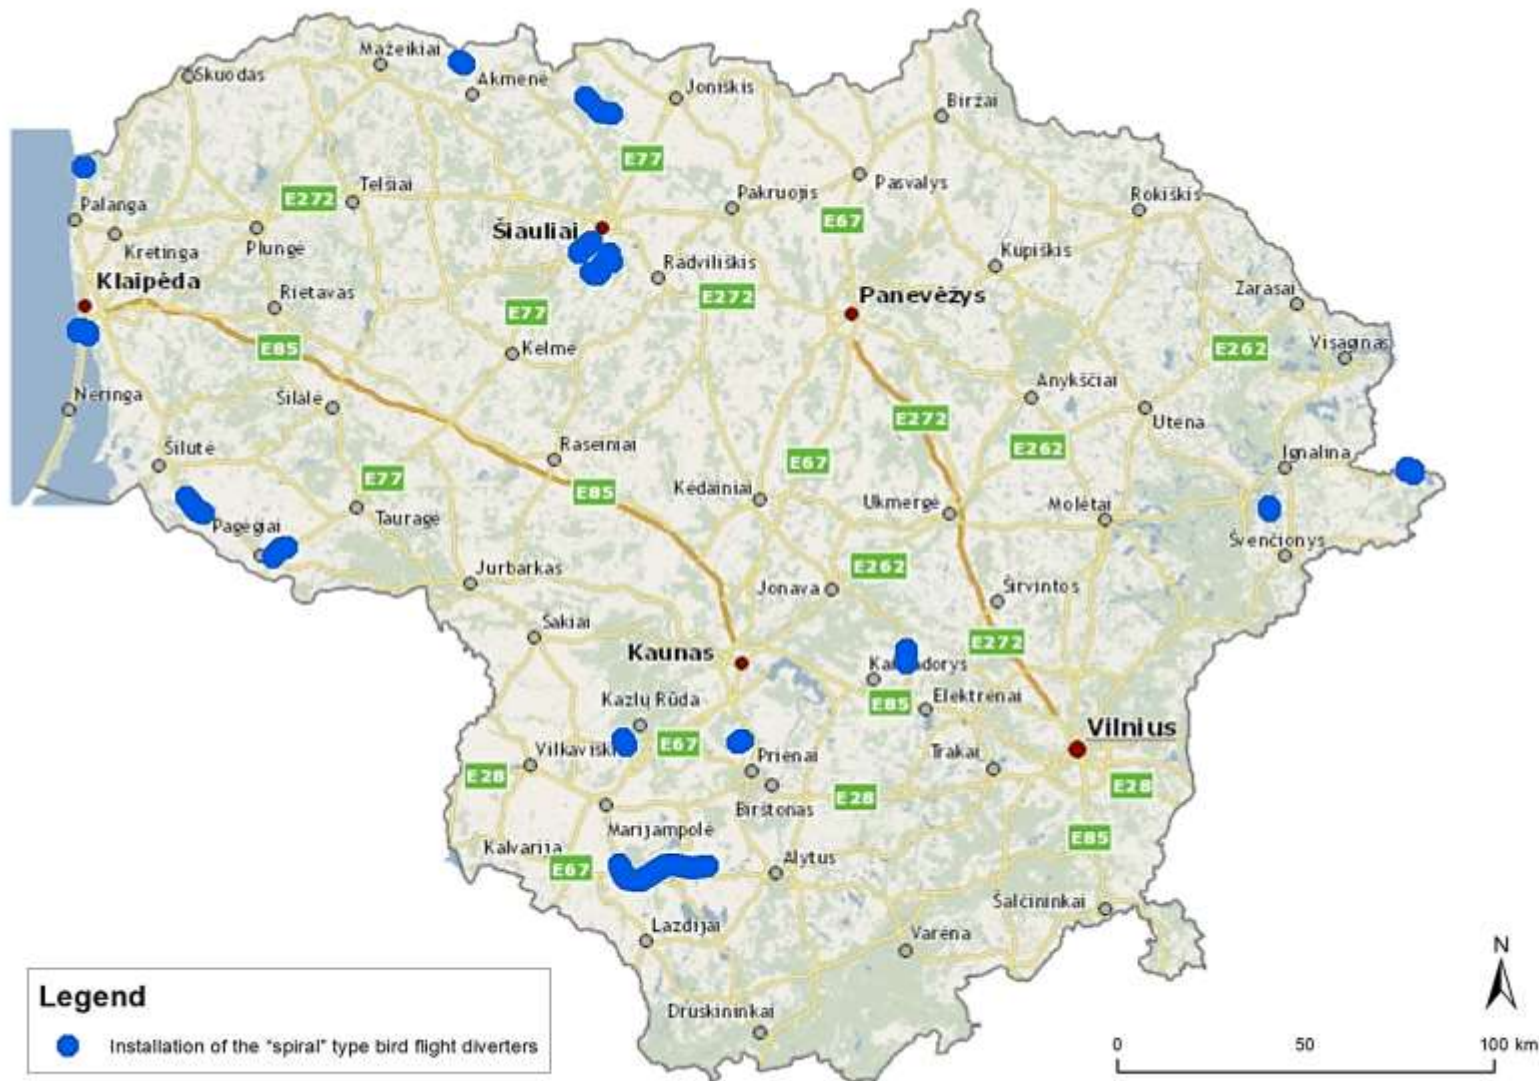 Mažeikiai
Skuodas
Akmenė
Joniškis
Biržai
E77
Pasvalys
E272
Telšiai
Pakruojis
Rokiškis
Palanga
E67
Šiauliai
Kretinga
Plungė
Kupiškis
Radviliškis
Klaipėda
Rietavas
E272
Panevėžys
Zarasai
E77
E85
Kelmė
E262
Visaginas
Neringa
Šilalė
Anykščiai
E272
Utena
Šilutė
Raseiniai
E67
E262
Ignalina
E77
E85
Kėdainiai
Ukmergė
Molėtai
Pagėgiai
Tauragė
Švenčionys
Jurbarkas
E262
Jonava
Širvintos
Šakiai
Kaunas
E272
Kazlų Rūda
E85
Elektrėnai
Vilnius
E67
Vilkavišk
Prienai
Trakai
E28
E28
E28
Birštonas
Marijampolė
E85
Kalvarija
E67
Alytus
Šalčininkai
Lazdijai
Varėna
N
Legend
Druskininkai
Installation of the "spiral" type bird flight diverters
0 50 100 km